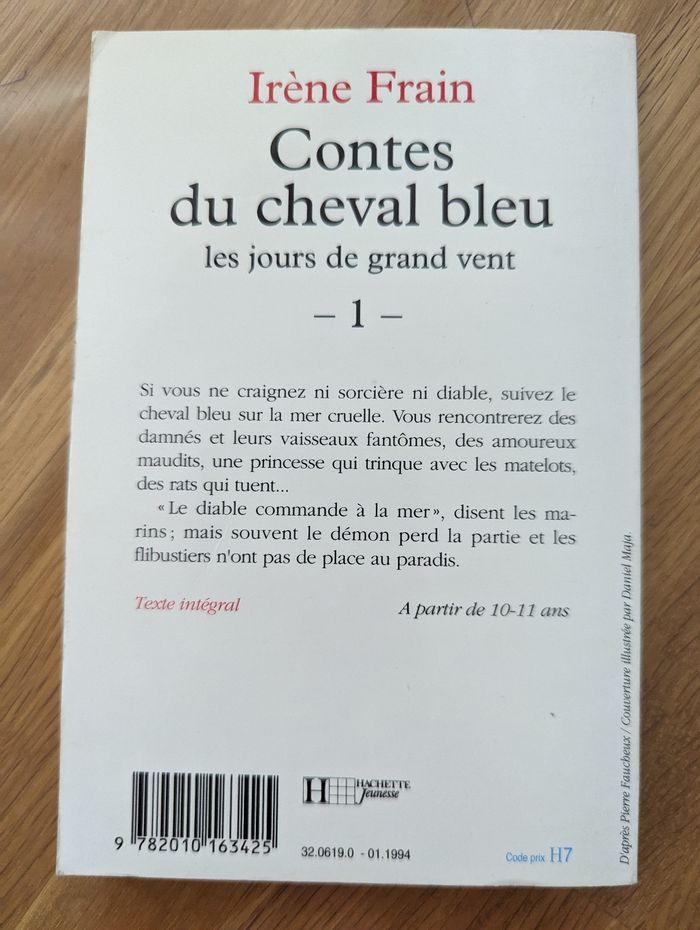 Irène Frain
Contes
du cheval bleu
les jours de grand vent
– 1 –
Si vous ne craignez ni sorcière ni diable, suivez le
cheval bleu sur la mer cruelle. Vous rencontrerez des
damnés et leurs vaisseaux fantômes, des amoureux
maudits, une princesse qui trinque avec les matelots,
des rats qui tuent...
« Le diable commande à la mer », disent les ma-
rins ; mais souvent le démon perd la partie et les
flibustiers n'ont pas de place au paradis.
Texte intégral
A partir de 10-11 ans
D'après Pierre Faucheux / Couverture illustrée par Daniel Maja.
H HACHETTE
Jeunesse
9 782010 163425
32.0619.0 - 01.1994
Code prix H7